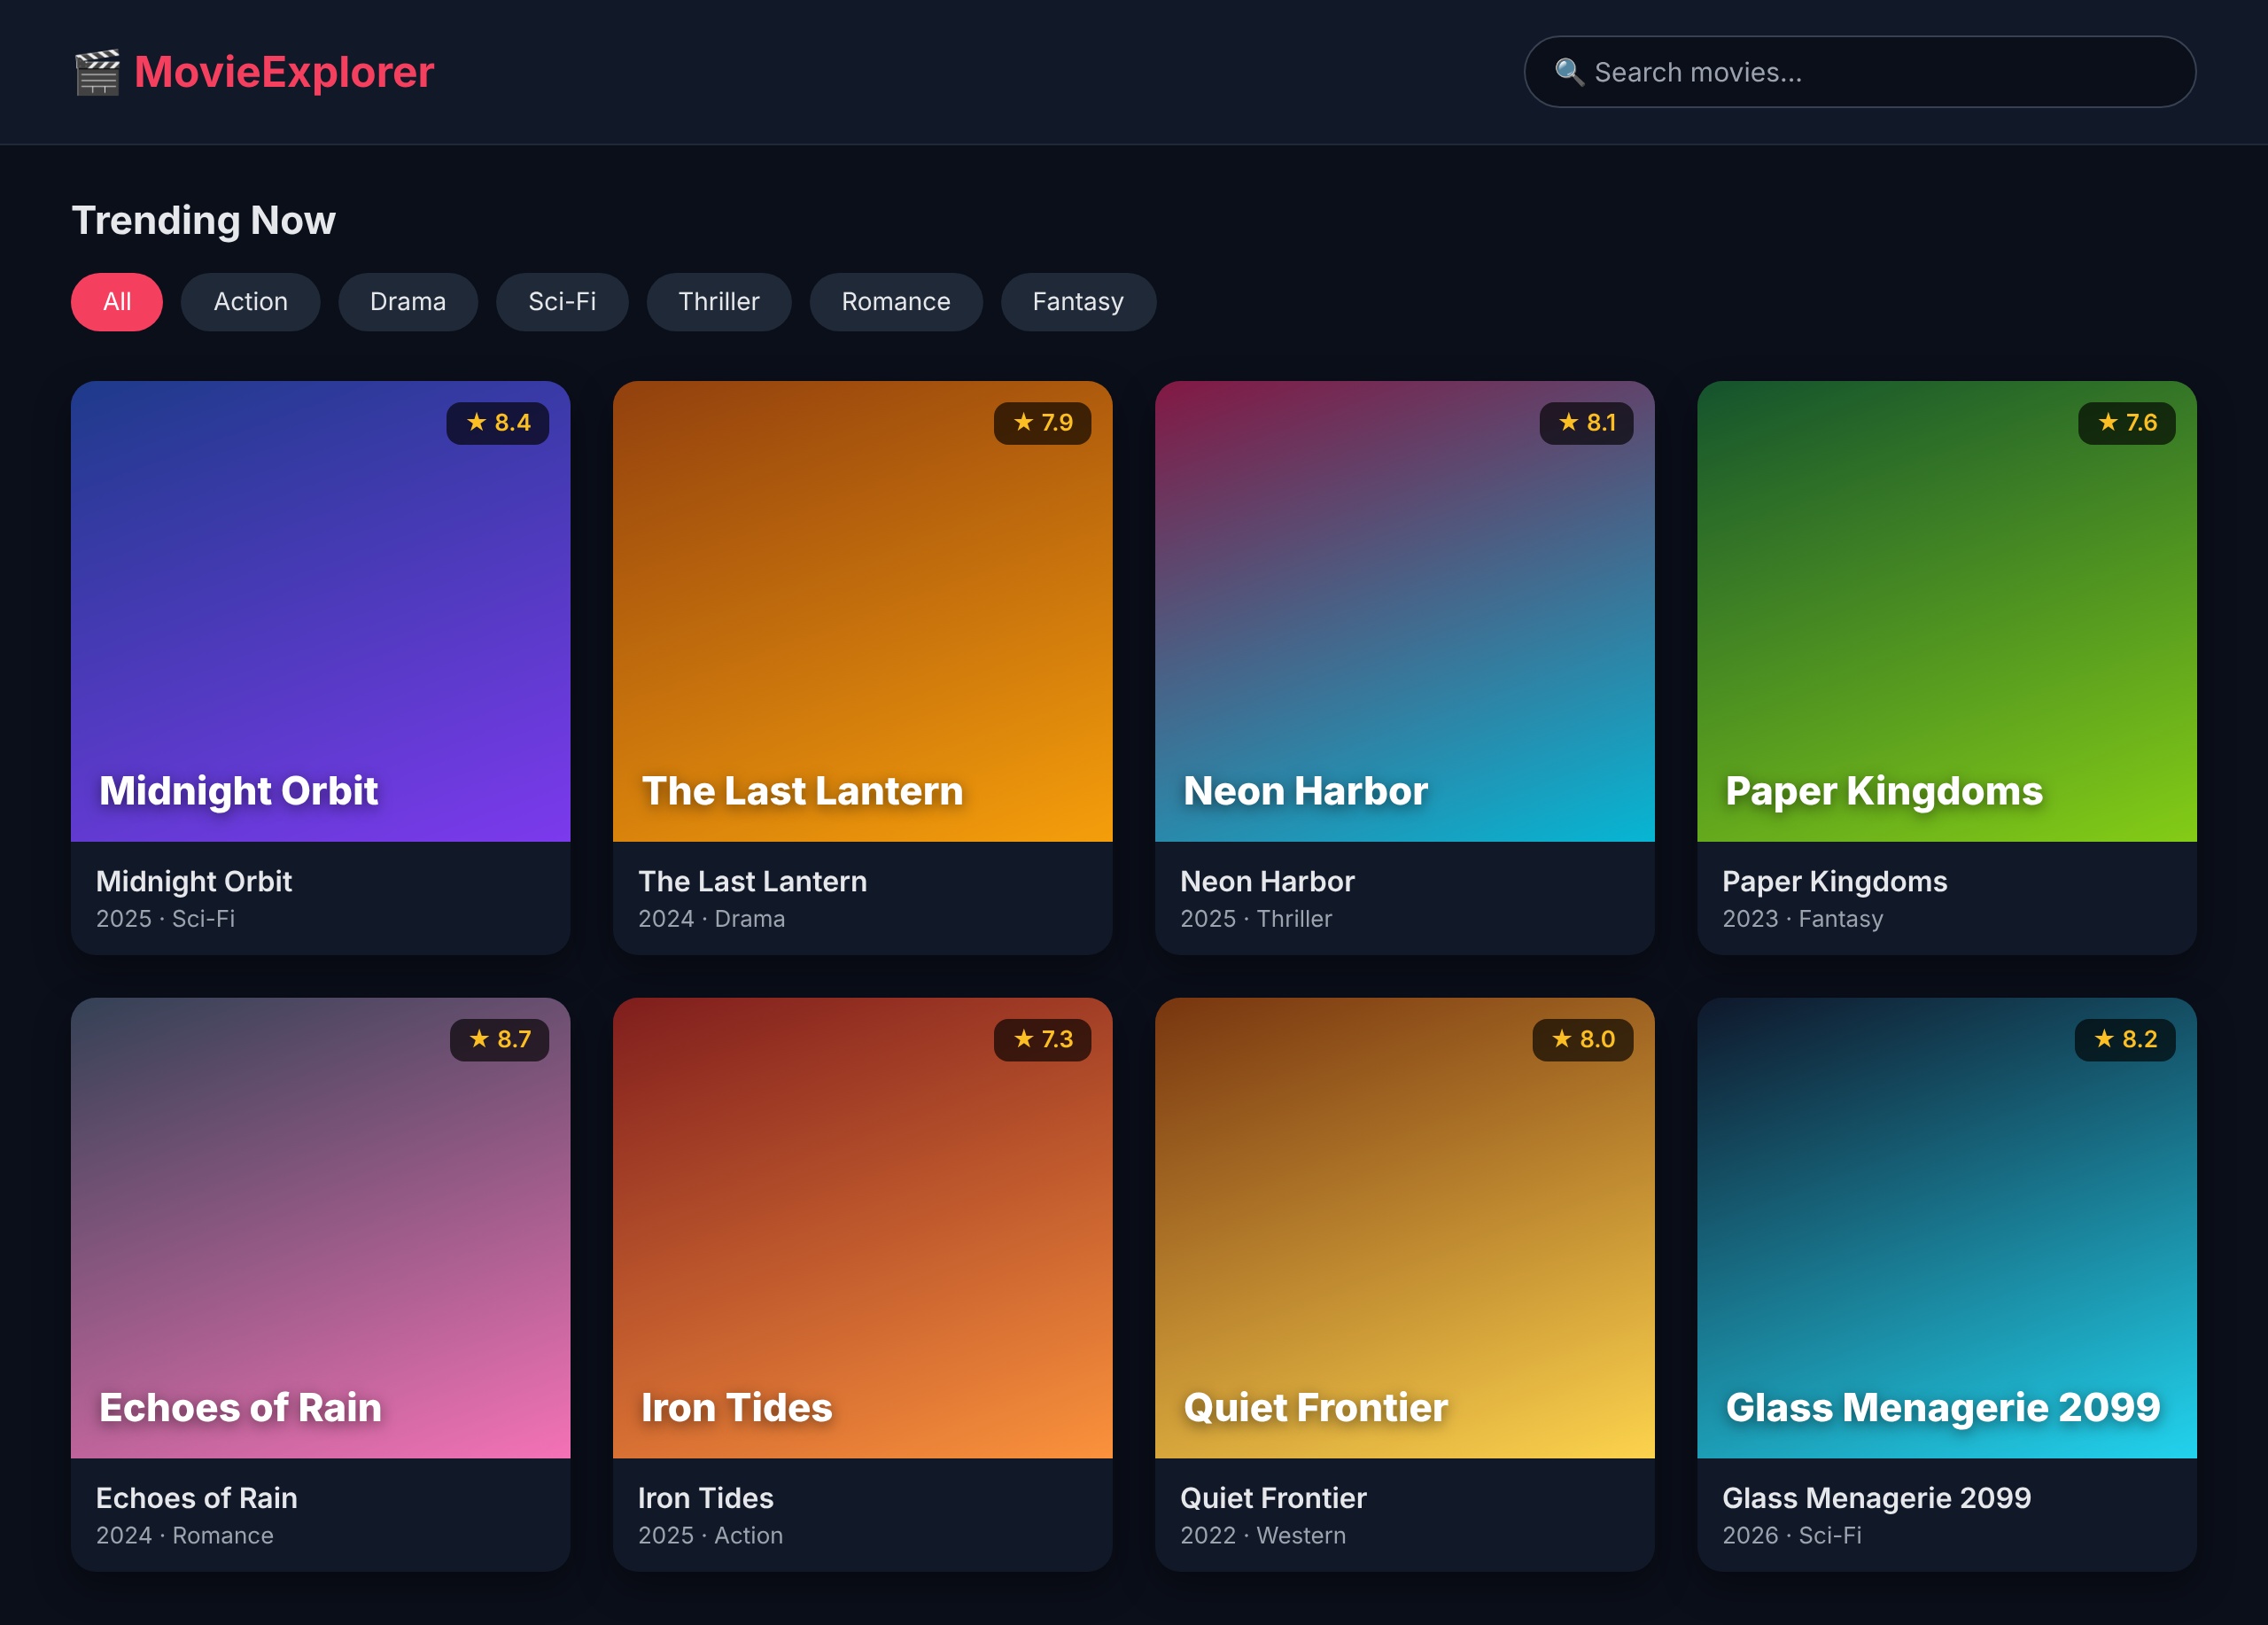 🎬 MovieExplorer
🔍 Search movies...
Trending Now
All Action Drama Sci-Fi Thriller Romance Fantasy
★ 8.4 ★ 7.9 ★ 8.1 ★ 7.6
Midnight Orbit The Last Lantern Neon Harbor Paper Kingdoms
Midnight Orbit The Last Lantern Neon Harbor Paper Kingdoms
2025 · Sci-Fi 2024 · Drama 2025 · Thriller 2023 · Fantasy
★ 8.7 ★ 7.3 ★ 8.0 ★ 8.2
Echoes of Rain Iron Tides Quiet Frontier Glass Menagerie 2099
Echoes of Rain Iron Tides Quiet Frontier Glass Menagerie 2099
2024 · Romance 2025 · Action 2022 · Western 2026 · Sci-Fi